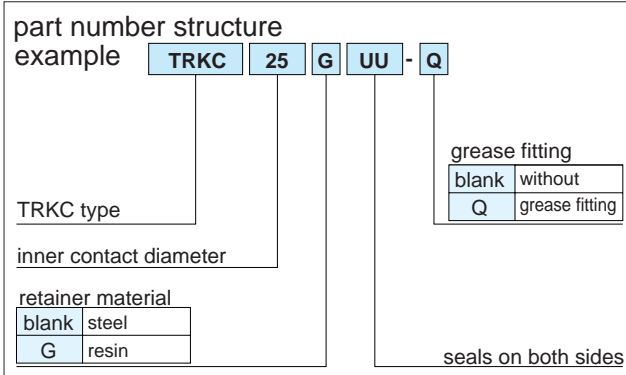 part number structure
example TRKC 25 G UU - Q
grease fitting
blank without
Q grease fitting
TRKC type
inner contact diameter
retainer material
blank steel
G resin
seals on both sides